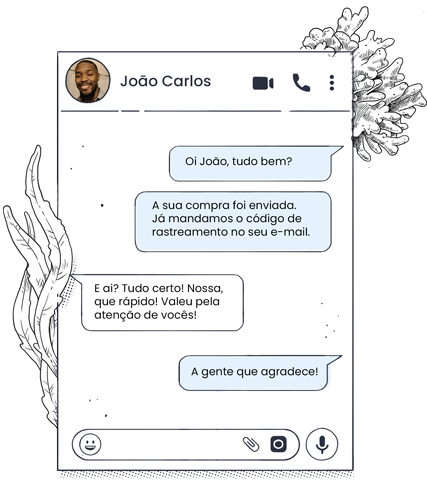 João Carlos
Oi João, tudo bem?
A sua compra foi enviada.
Já mandamos o código de
rastreamento no seu e-mail.
E ai? Tudo certo! Nossa,
que rápido! Valeu pela
atenção de vocês!
A gente que agradece!